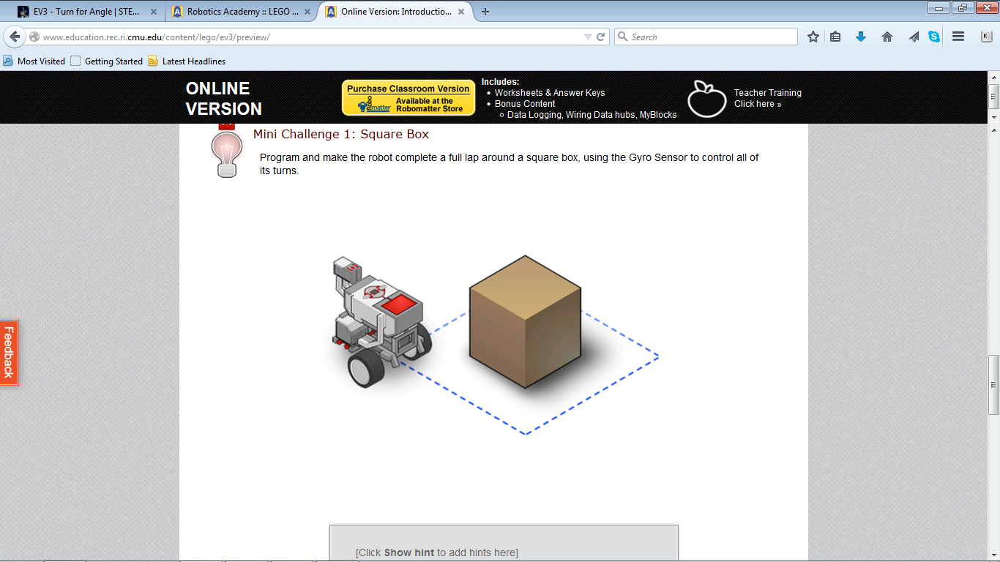 EV3 - Turn for Angle | STE...
Robotics Academy :: LEGO ...
Online Version: Introductio...
www.education.rec.ri.cmu.edu/content/lego/ev3/preview/
Search
Most Visited
Getting Started
Latest Headlines
ONLINE
VERSION
Purchase Classroom Version
Available at the
Robomatter Store
Includes:
Worksheets & Answer Keys
Bonus Content
Data Logging, Wiring Data hubs, MyBlocks
Teacher Training
Click here »
Mini Challenge 1: Square Box
Program and make the robot complete a full lap around a square box, using the Gyro Sensor to control all of
its turns.
Feedback
[Click Show hint to add hints here]